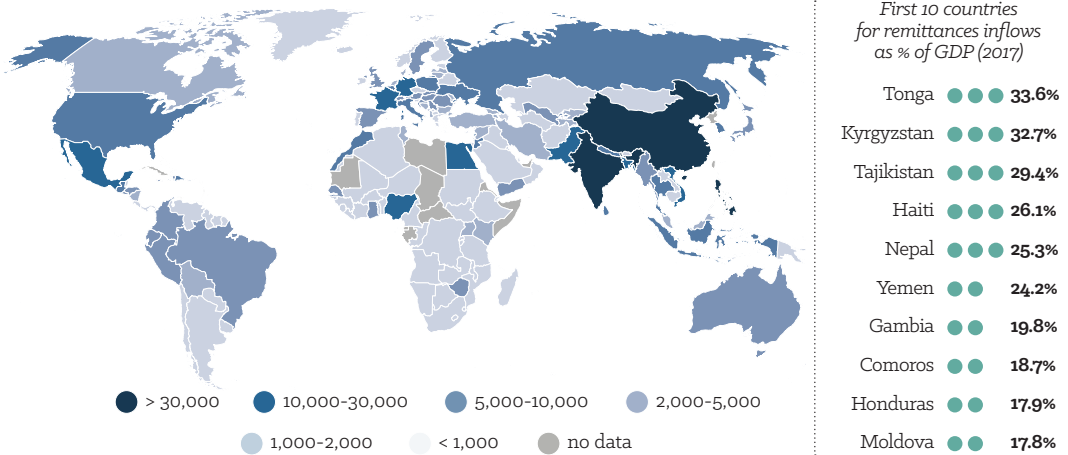 First 10 countries
for remittances inflows
as % of GDP (2017)
Tonga 33.6%
Kyrgyzstan 32.7%
Tajikistan 29.4%
Haiti 26.1%
Nepal 25.3%
Yemen 24.2%
Gambia 19.8%
Comoros 18.7%
Honduras 17.9%
Moldova 17.8%
> 30,000 10,000-30,000 5,000-10,000 2,000-5,000
1,000-2,000 < 1,000 no data